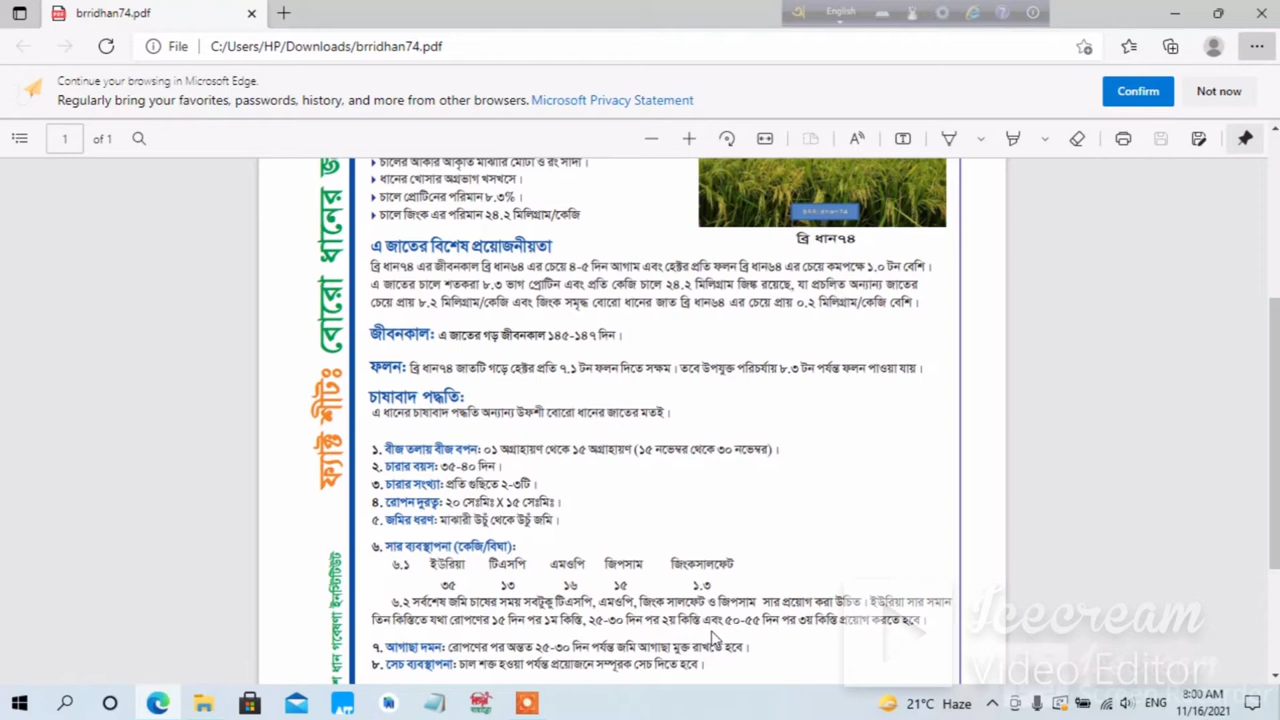 brridhan74.pdf
English
File
C:/Users/HP/Downloads/brridhan74.pdf
Continue your browsing in Microsoft Edge.
Regularly bring your favorites, passwords, history, and more from other browsers. Microsoft Privacy Statement
Confirm
Not now
1 of 1
চালের আকার আকৃতি মাঝারি মোটা ও রং সাদা।
ধানের খোসার অগ্রভাগ খসখসে।
চালে প্রোটিনের পরিমান ৮.৩%।
চালে জিংক এর পরিমান ২৪.২ মিলিগ্রাম/কেজি
ব্রি ধান৭৪
এ জাতের বিশেষ প্রয়োজনীয়তা
ব্রি ধান৭৪ এর জীবনকাল ব্রি ধান৬৪ এর চেয়ে ৪-৫ দিন আগাম এবং হেক্টর প্রতি ফলন ব্রি ধান৬৪ এর চেয়ে কমপক্ষে ১.০ টন বেশি।
এ জাতের চালে শতকরা ৮.৩ ভাগ প্রোটিন এবং প্রতি কেজি চালে ২৪.২ মিলিগ্রাম জিঙ্ক রয়েছে, যা প্রচলিত অন্যান্য জাতের
চেয়ে প্রায় ৮.২ মিলিগ্রাম/কেজি এবং জিংক সমৃদ্ধ বোরো ধানের জাত ব্রি ধান৬৪ এর চেয়ে প্রায় ০.২ মিলিগ্রাম/কেজি বেশি।
জীবনকাল: এ জাতের গড় জীবনকাল ১৪৫-১৪৭ দিন।
ফলন: ব্রি ধান৭৪ জাতটি গড়ে হেক্টর প্রতি ৭.১ টন ফলন দিতে সক্ষম। তবে উপযুক্ত পরিচর্যায় ৮.৩ টন পর্যন্ত ফলন পাওয়া যায়।
চাষাবাদ পদ্ধতি:
এ ধানের চাষাবাদ পদ্ধতি অন্যান্য উফশী বোরো ধানের জাতের মতই।
১. বীজ তলায় বীজ বপন: ০১ অগ্রাহায়ণ থেকে ১৫ অগ্রাহায়ণ (১৫ নভেম্বর থেকে ৩০ নভেম্বর)।
২. চারার বয়স: ৩৫-৪০ দিন।
৩. চারার সংখ্যা: প্রতি গুছিতে ২-৩টি।
৪. রোপন দুরত্ব: ২০ সেঃমিঃ X ১৫ সেঃমিঃ।
৫. জমির ধরণ: মাঝারী উচুঁ থেকে উচুঁ জমি।
৬. সার ব্যবস্থাপনা (কেজি/বিঘা):
৬.১ ইউরিয়া টিএসপি এমওপি জিপসাম জিংকসালফেট
৩৫ ১৩ ১৬ ১৫ ১.৩
৬.২ সর্বশেষ জমি চাষের সময় সবটুকু টিএসপি, এমওপি, জিংক সালফেট ও জিপসাম সার প্রয়োগ করা উচিত। ইউরিয়া সার সমান
তিন কিস্তিতে যথা রোপণের ১৫ দিন পর ১ম কিস্তি, ২৫-৩০ দিন পর ২য় কিস্তি এবং ৫০-৫৫ দিন পর ৩য় কিস্তি প্রয়োগ করতে হবে।
৭. আগাছা দমন: রোপণের পর অন্তত ২৫-৩০ দিন পর্যন্ত জমি আগাছা মুক্ত রাখতে হবে।
৮. সেচ ব্যবস্থাপনা: চাল শক্ত হওয়া পর্যন্ত প্রয়োজনে সম্পূরক সেচ দিতে হবে।
ফ্যাক্ট শীটঃ বোরো ধানের
ধান গবেষণা ইনস্টিটিউট
Icecream
Video Editor
21°C Haze
ENG
8:00 AM
11/16/2021